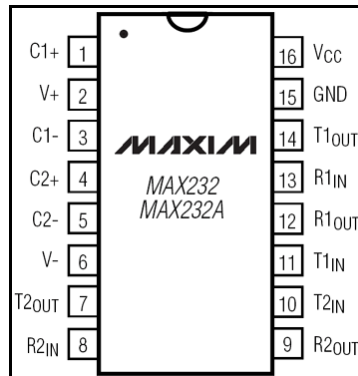 C1+ 1
V+ 2
C1- 3
C2+ 4
C2- 5
V- 6
T2OUT 7
R2IN 8
MAXIM
MAX232
MAX232A
16 VCC
15 GND
14 T1OUT
13 R1IN
12 R1OUT
11 T1IN
10 T2IN
9 R2OUT